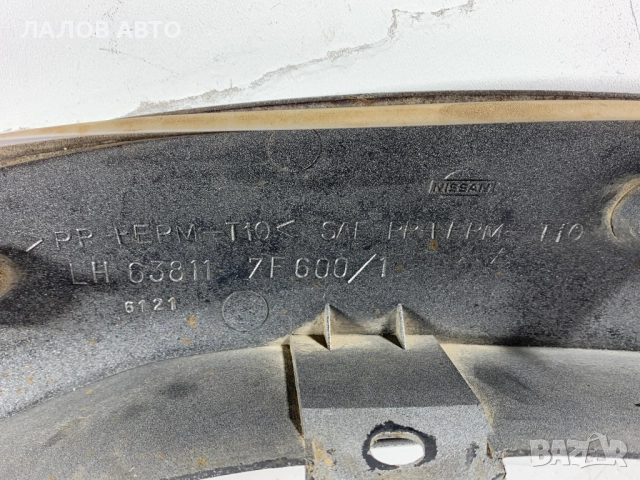 ЛАЛОВ АВТО
NISSAN
>PP+EPM-T10< SAE PP+EPM-T10
LH 63811 7F600/1
6121
BAZAR